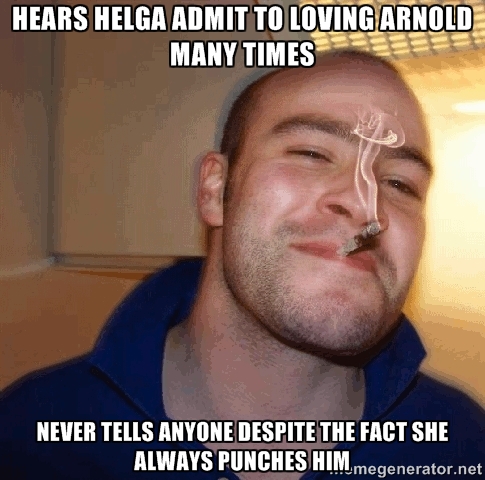 HEARS HELGA ADMIT TO LOVING ARNOLD
MANY TIMES
NEVER TELLS ANYONE DESPITE THE FACT SHE
ALWAYS PUNCHES HIM
memegenerator.net